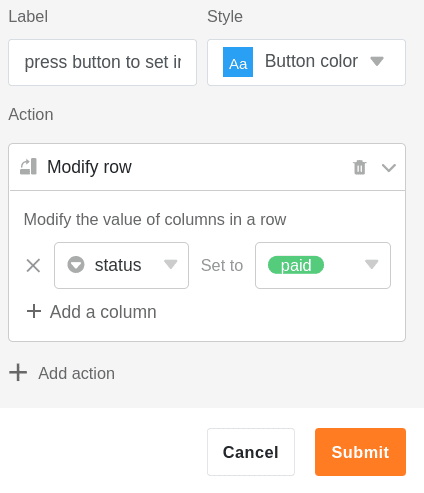 Label Style
press button to set in Aa Button color
Action
Modify row
Modify the value of columns in a row
status Set to paid
Add a column
Add action
Cancel Submit